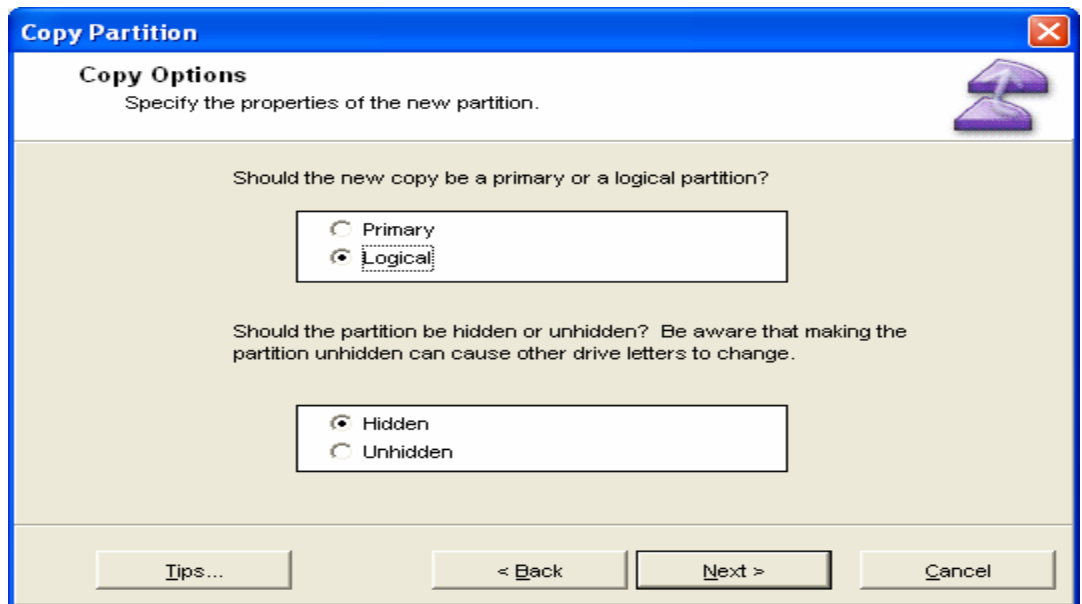 Copy Partition
Copy Options
Specify the properties of the new partition.
Should the new copy be a primary or a logical partition?
Primary
Logical
Should the partition be hidden or unhidden?  Be aware that making the
partition unhidden can cause other drive letters to change.
Hidden
Unhidden
Tips...
< Back
Next >
Cancel